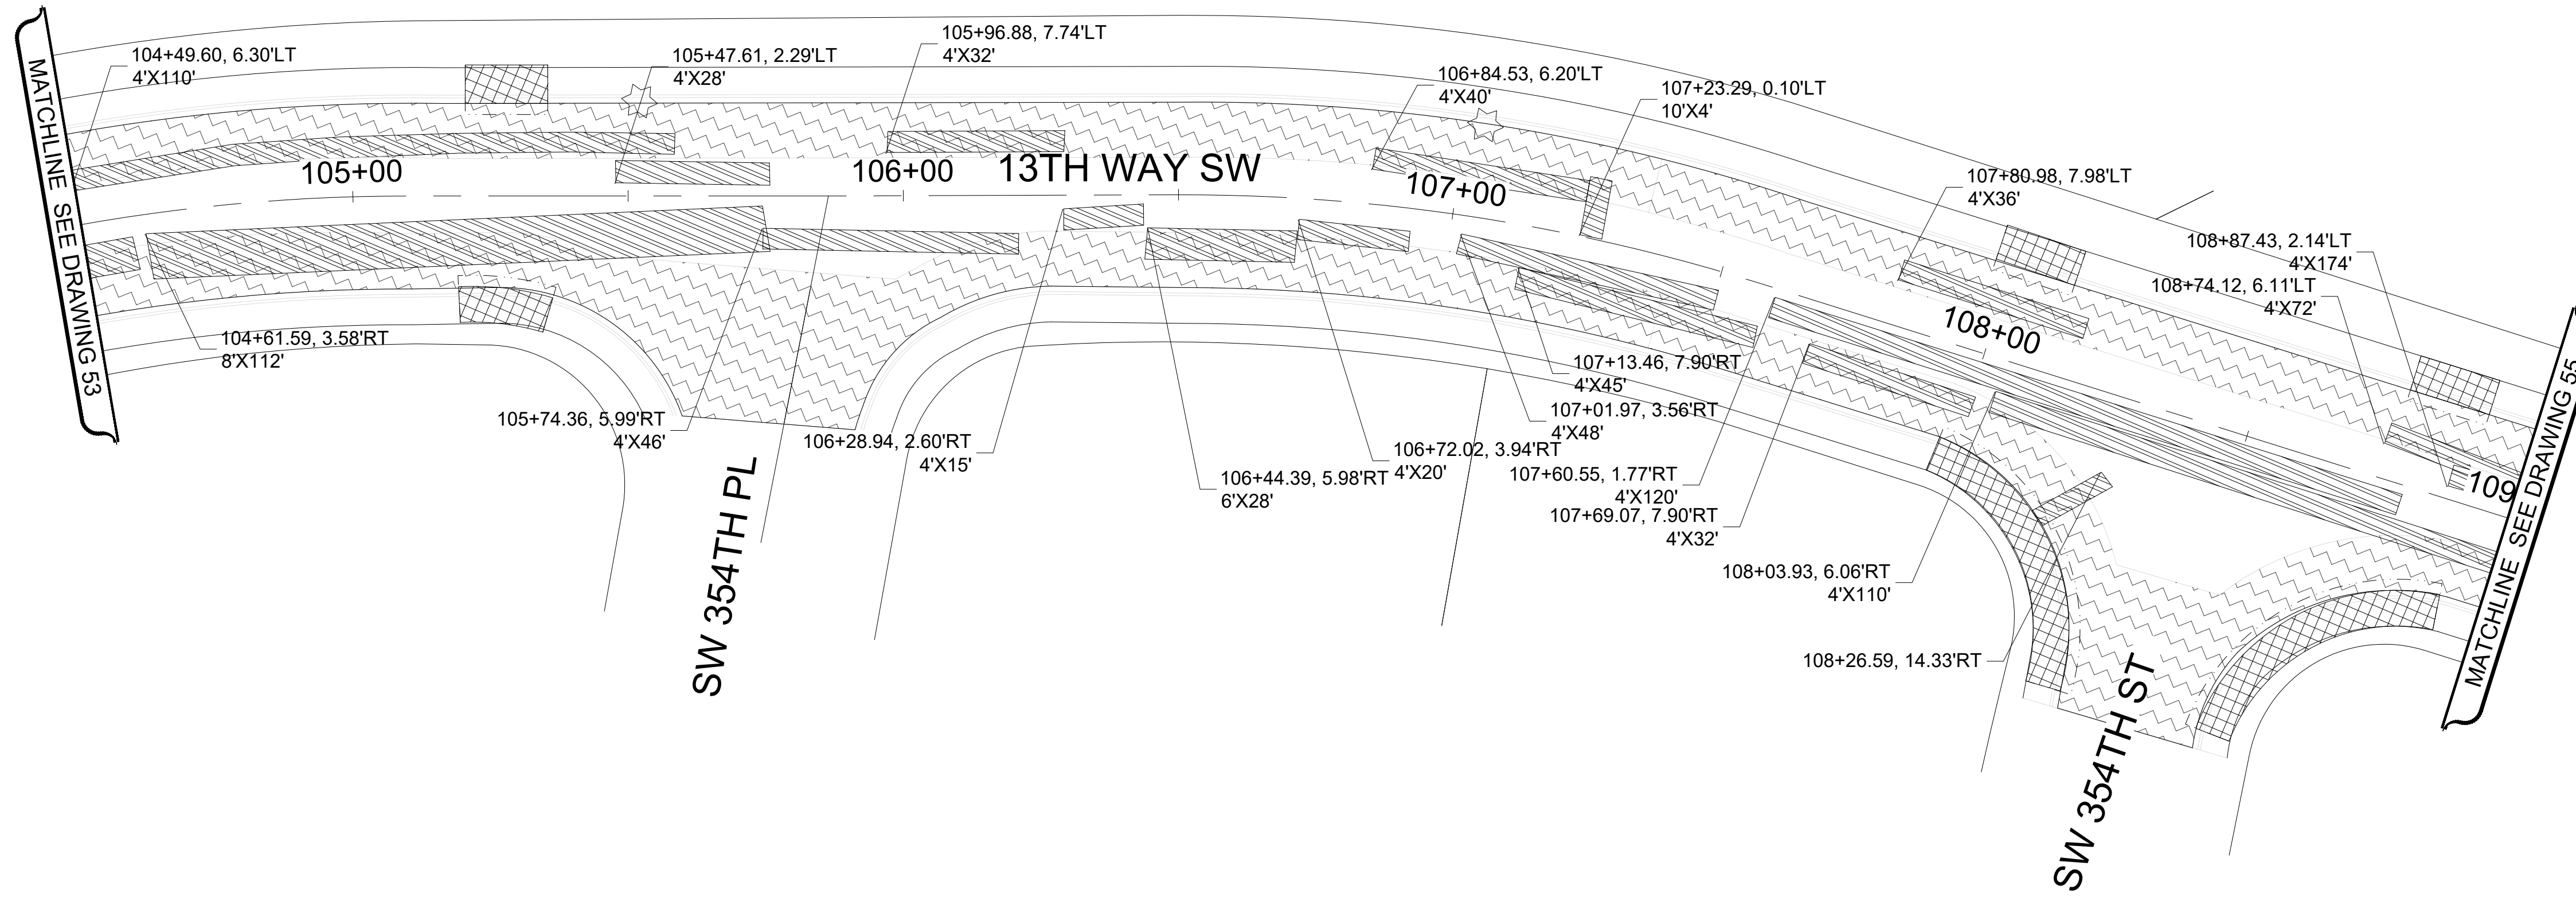 MATCHLINE SEE DRAWING 53
104+49.60, 6.30'LT
4'X110'
105+47.61, 2.29'LT
4'X28'
105+96.88, 7.74'LT
4'X32'
106+84.53, 6.20'LT
4'X40'
107+23.29, 0.10'LT
10'X4'
107+80.98, 7.98'LT
4'X36'
108+87.43, 2.14'LT
4'X174'
108+74.12, 6.11'LT
4'X72'
105+00
106+00
13TH WAY SW
107+00
108+00
109
104+61.59, 3.58'RT
8'X112'
105+74.36, 5.99'RT
4'X46'
106+28.94, 2.60'RT
4'X15'
106+44.39, 5.98'RT
6'X28'
106+72.02, 3.94'RT
4'X20'
107+13.46, 7.90'RT
4'X45'
107+01.97, 3.56'RT
4'X48'
107+60.55, 1.77'RT
4'X120'
107+69.07, 7.90'RT
4'X32'
108+03.93, 6.06'RT
4'X110'
108+26.59, 14.33'RT
SW 354TH PL
SW 354TH ST
MATCHLINE SEE DRAWING 55